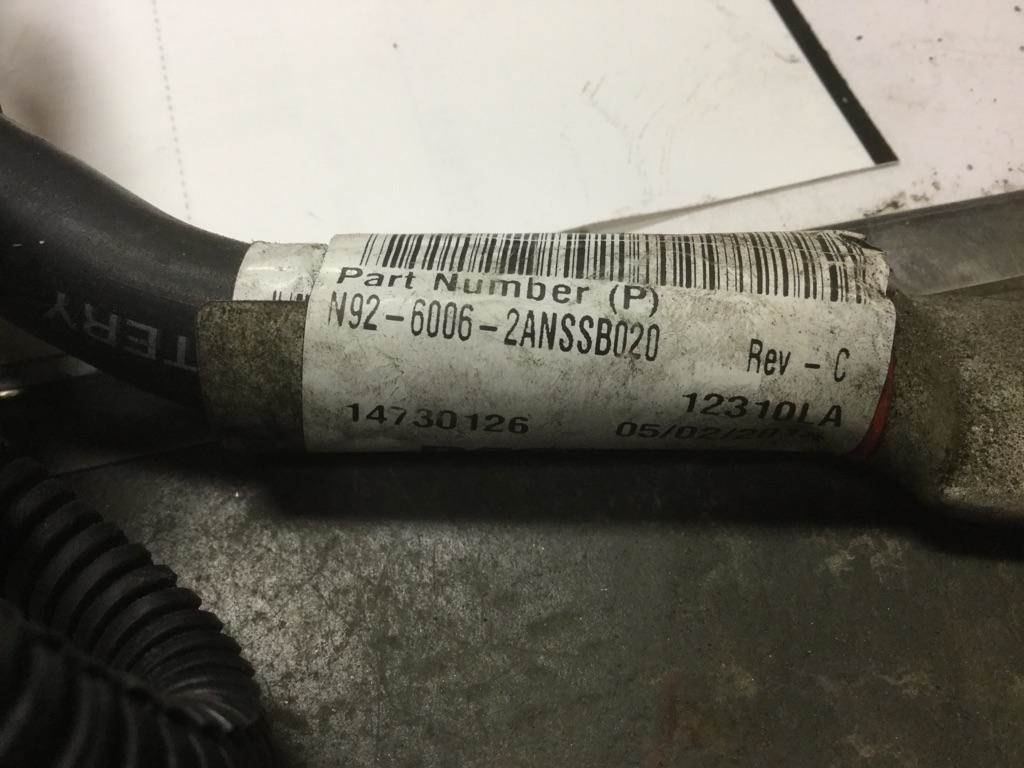 Part Number (P)
N92-6006-2ANSSB020
Rev - C
12310LA
14730126
TERY